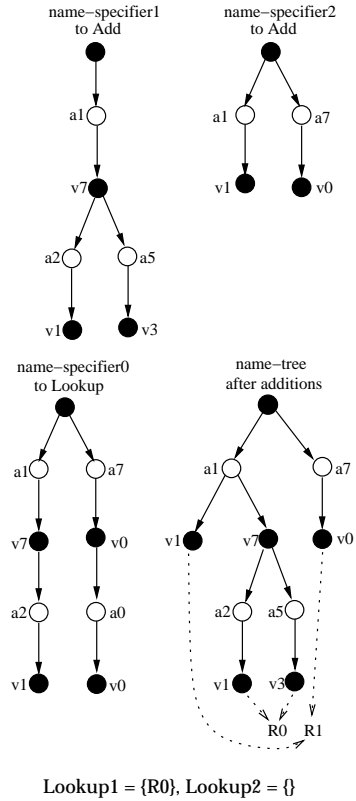 name-specifier1
to Add
a1
v7
a2
a5
v1
v3
name-specifier2
to Add
a1
a7
v1
v0
name-specifier0
to Lookup
a1
a7
v7
v0
a2
a0
v1
v0
name-tree
after additions
a1
a7
v1
v7
v0
a2
a5
v1
v3
R0
R1
Lookup1 = {R0}, Lookup2 = {}